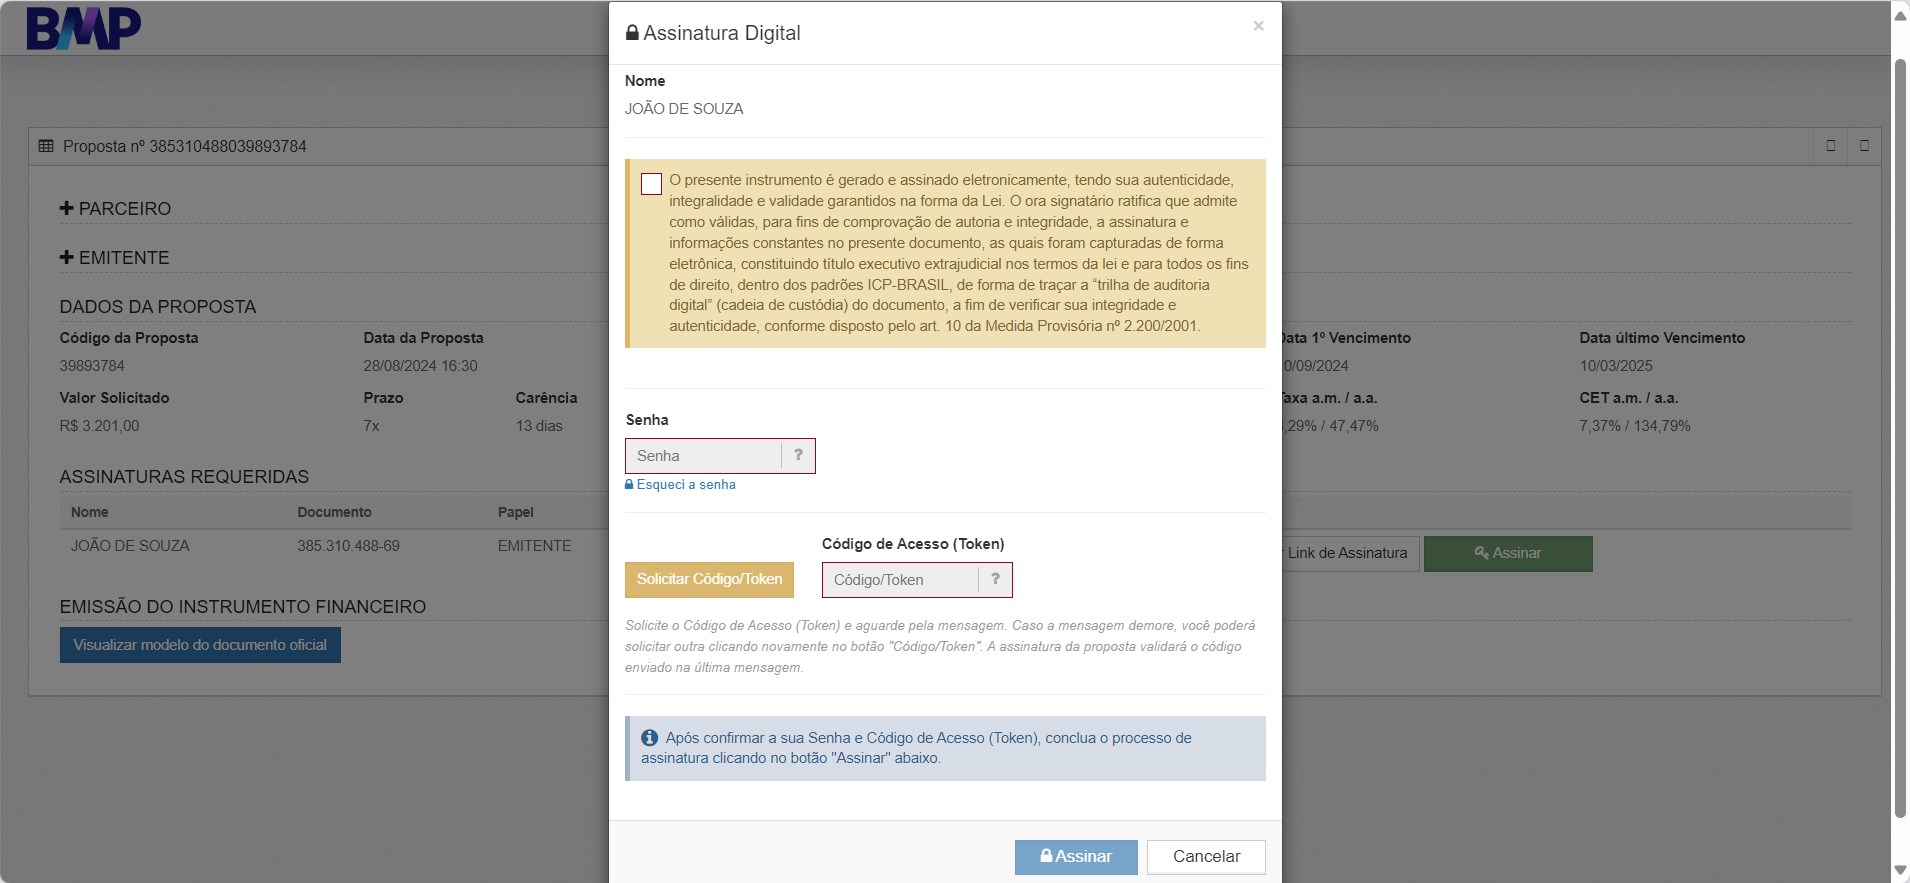 BMP
Assinatura Digital
×
Nome
JOÃO DE SOUZA
O presente instrumento é gerado e assinado eletronicamente, tendo sua autenticidade,
integralidade e validade garantidos na forma da Lei. O ora signatário ratifica que admite
como válidas, para fins de comprovação de autoria e integridade, a assinatura e
informações constantes no presente documento, as quais foram capturadas de forma
eletrônica, constituindo título executivo extrajudicial nos termos da lei e para todos os fins
de direito, dentro dos padrões ICP-BRASIL, de forma de traçar a “trilha de auditoria
digital” (cadeia de custódia) do documento, a fim de verificar sua integridade e
autenticidade, conforme disposto pelo art. 10 da Medida Provisória nº 2.200/2001.
Senha
Senha ?
Esqueci a senha
Código de Acesso (Token)
Solicitar Código/Token Código/Token ?
Solicite o Código de Acesso (Token) e aguarde pela mensagem. Caso a mensagem demore, você poderá
solicitar outra clicando novamente no botão "Código/Token". A assinatura da proposta validará o código
enviado na última mensagem.
Após confirmar a sua Senha e Código de Acesso (Token), conclua o processo de
assinatura clicando no botão "Assinar" abaixo.
Assinar Cancelar
Proposta nº 385310488039893784
PARCEIRO
EMITENTE
DADOS DA PROPOSTA
Código da Proposta Data da Proposta Data 1º Vencimento Data último Vencimento
39893784 28/08/2024 16:30 0/09/2024 10/03/2025
Valor Solicitado Prazo Carência Taxa a.m. / a.a. CET a.m. / a.a.
R$ 3.201,00 7x 13 dias ,29% / 47,47% 7,37% / 134,79%
ASSINATURAS REQUERIDAS
Nome Documento Papel
JOÃO DE SOUZA 385.310.488-69 EMITENTE Link de Assinatura Assinar
EMISSÃO DO INSTRUMENTO FINANCEIRO
Visualizar modelo do documento oficial